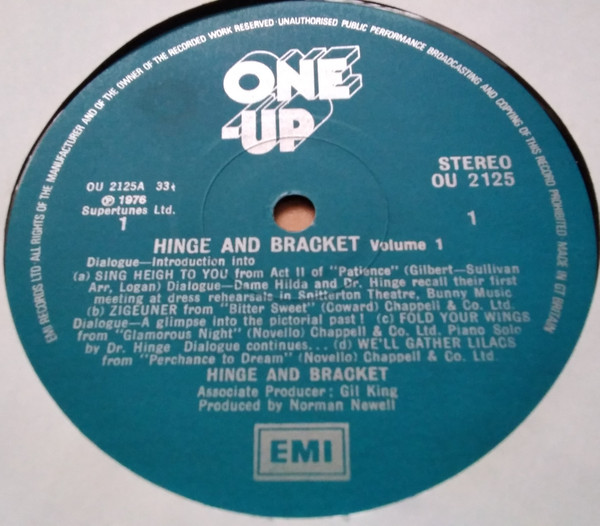 EMI RECORDS LTD ALL RIGHTS OF THE MANUFACTURER AND OF THE OWNER OF THE RECORDED WORK RESERVED·UNAUTHORISED PUBLIC PERFORMANCE BROADCASTING AND COPYING OF THIS RECORD PROHIBITED MADE IN GT BRITAIN
ONE
-UP
OU 2125A 33⅓
Ⓟ 1976
Supertunes Ltd.
1
STEREO
OU 2125
1
HINGE AND BRACKET Volume 1
Dialogue—Introduction into
(a) SING HEIGH TO YOU from Act II of "Patience" (Gilbert—Sullivan
Arr, Logan) Dialogue—Dame Hilda and Dr. Hinge recall their first
meeting at dress rehearsals in Snitterton Theatre, Bunny Music
(b) ZIGEUNER from "Bitter Sweet" (Coward) Chappell & Co. Ltd.
Dialogue—A glimpse into the pictorial past! (c) FOLD YOUR WINGS
from "Glamorous Night" (Novello) Chappell & Co. Ltd. Piano Solo
by Dr. Hinge Dialogue continues... (d) WE'LL GATHER LILACS
from "Perchance to Dream" (Novello) Chappell & Co. Ltd.
HINGE AND BRACKET
Associate Producer : Gil King
Produced by Norman Newell
EMI